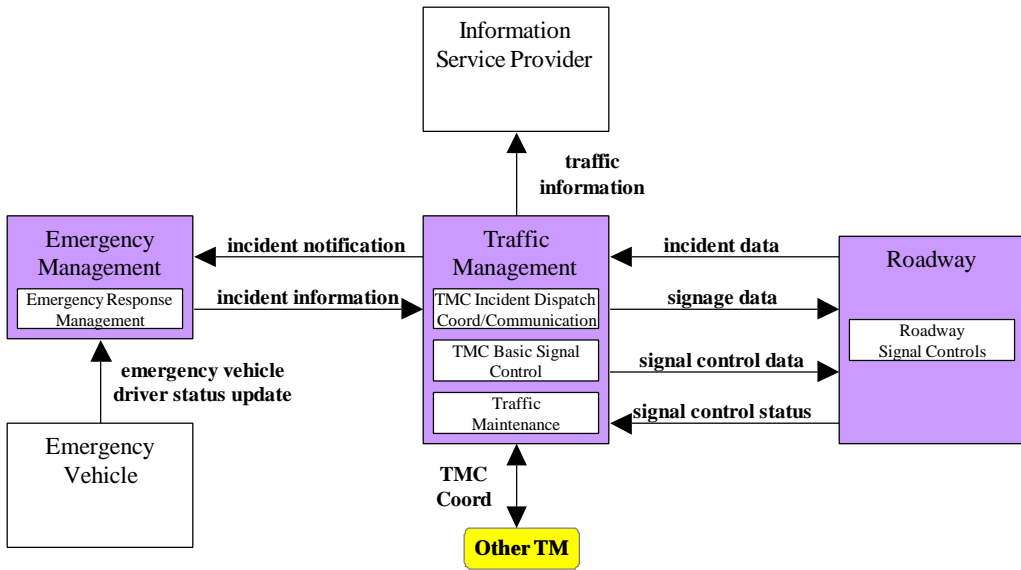 Information
Service Provider
traffic
information
Emergency
Management
Emergency Response
Management
incident notification
incident information
Traffic
Management
TMC Incident Dispatch
Coord/Communication
TMC Basic Signal
Control
Traffic
Maintenance
incident data
signage data
signal control data
signal control status
Roadway
Roadway
Signal Controls
emergency vehicle
driver status update
Emergency
Vehicle
TMC
Coord
Other TM